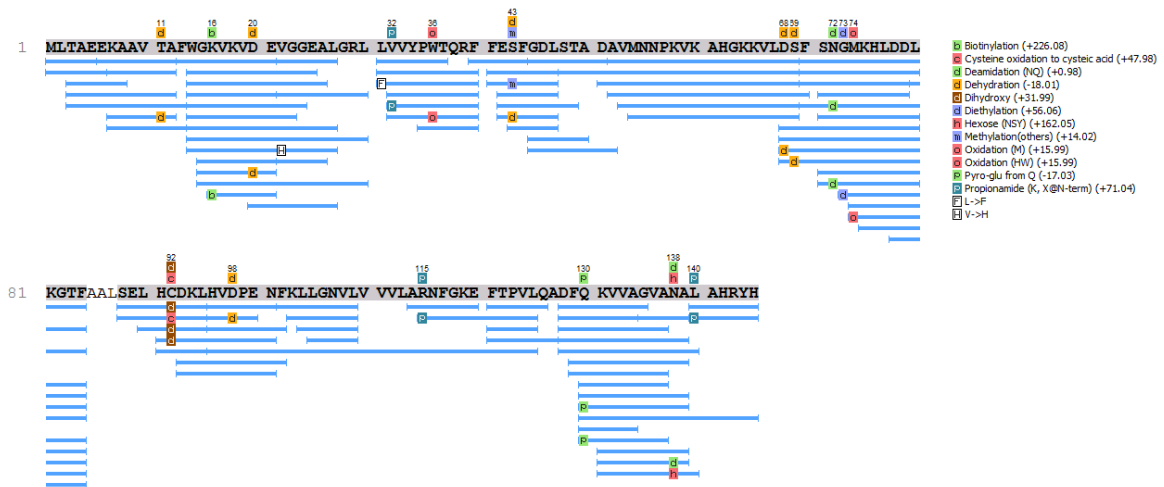 11 16 20 32 36 43 68 69 72 73 74
d b d P o d m d d d d o
1 MLTAEEKAAV TAFWGKVKVD EVGGEALGRL LVVYPWTQRF FESFGDLSTA DAVMNNPKVK AHGKKVLDSF SNGMKHLDDL
F m
P d
d o
H d
d d
d
b d
o
b Biotinylation (+226.08)
c Cysteine oxidation to cysteic acid (+47.98)
d Deamidation (NQ) (+0.98)
d Dehydration (-18.01)
d Dihydroxy (+31.99)
d Diethylation (+56.06)
h Hexose (NSY) (+162.05)
m Methylation(others) (+14.02)
o Oxidation (M) (+15.99)
o Oxidation (HW) (+15.99)
P Pyro-glu from Q (-17.03)
P Propionamide (K, X@N-term) (+71.04)
F L->F
H V->H
92 98 115 130 138 140
d c d P P d h P
81 KGTFAALSEL HCDKLHVDPE NFKLLGNVLV VVLARNFGKE FTPVLQADFQ KVVAGVANAL AHRYH
d
c d P P
d
d
P
P
d
h